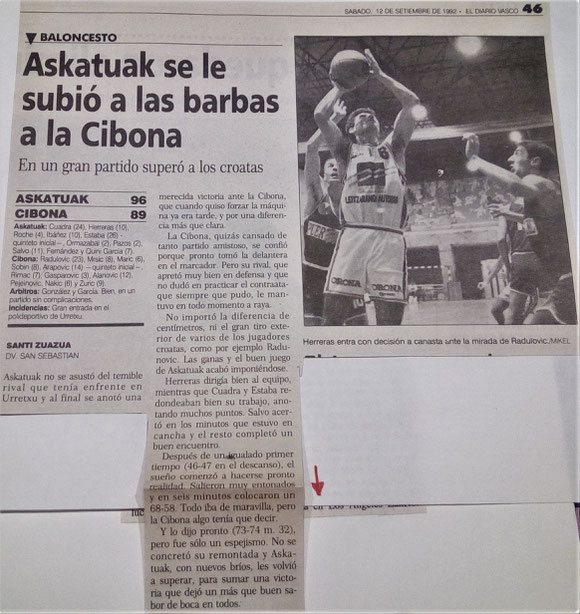 SABADO, 12 DE SETIEMBRE DE 1992 - EL DIARIO VASCO 46
BALONCESTO
Askatuak se le
subió a las barbas
a la Cibona
En un gran partido superó a los croatas
ASKATUAK 96
CIBONA 89
Askatuak: Cuadra (24), Herreras (10),
Roche (4), Ibáñez (10), Estaba (26) -
quinteto inicial–, Ormazabal (2), Pazos (2),
Salvo (11), Fernández y Quini García (7).
Cibona: Radulovic (23), Mrsic (8), Maric (6),
Sobin (8), Arapovic (14) –quinteto inicial–,
Rimac (7), Gasparovic (3), Alanovic (12),
Pejeinovic, Nakic (6) y Zuric (9).
Arbitros: González y García. Bien, en un
partido sin complicaciones.
Incidencias: Gran entrada en el
polideportivo de Urretxu.
SANTI ZUAZUA
DV. SAN SEBASTIAN
Askatuak no se asustó del temible
rival que tenía enfrente en
Urretxu y al final se anotó una
merecida victoria ante la Cibona,
que cuando quiso forzar la máqui-
na ya era tarde, y por una diferen-
cia más que clara.
La Cibona, quizás cansado de
tanto partido amistoso, se confió
porque pronto tomó la delantera
en el marcador. Pero su rival, que
apretó muy bien en defensa y que
no dudó en practicar el contraata-
que siempre que pudo, le man-
tuvo en todo momento a raya.
No importó la diferencia de
centímetros, ni el gran tiro exte-
rior de varios de los jugadores
croatas, como por ejemplo Radu-
novic. Las ganas y el buen juego
de Askatuak acabó imponiéndose.
Herreras dirigía bien al equipo,
mientras que Cuadra y Estaba re-
dondeaban bien su trabajo, ano-
tando muchos puntos. Salvo acer-
tó en los minutos que estuvo en
cancha y el resto completó un
buen encuentro.
Después de un igualado primer
tiempo (46-47 en el descanso), el
sueño comenzó a hacerse pronto
realidad. Salieron muy entonados
y en seis minutos colocaron un
68-58. Todo iba de maravilla, pero
la Cibona algo tenía que decir.
Y lo dijo pronto (73-74 m. 32),
pero fue sólo un espejismo. No se
concretó su remontada y Aska-
tuak, con nuevos bríos, les volvió
a superar, para sumar una victo-
ria que dejó un más que buen sa-
bor de boca en todos.
LEITZARAN AUTOBIA
CIBONA
CIBONA
Herreras entra con decisión a canasta ante la mirada de Radulovic./MIKEL
en Los Angeles